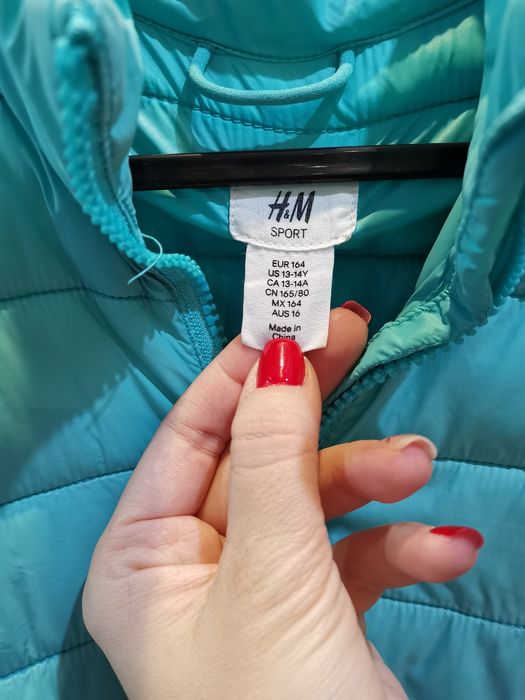 H&M
SPORT
EUR 164
US 13-14Y
CA 13-14A
CN 165/80
MX 164
AUS 16
Made in
China